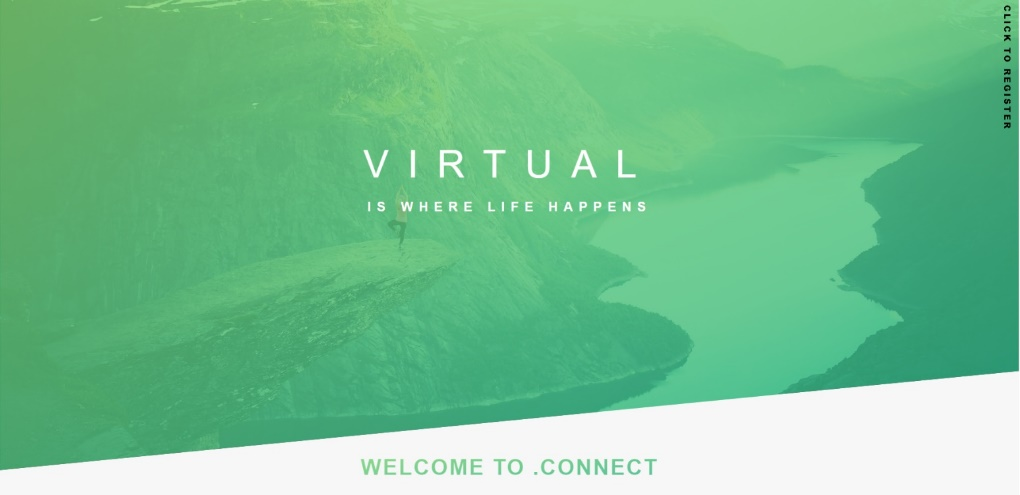 CLICK TO REGISTER
VIRTUAL
IS WHERE LIFE HAPPENS
WELCOME TO .CONNECT